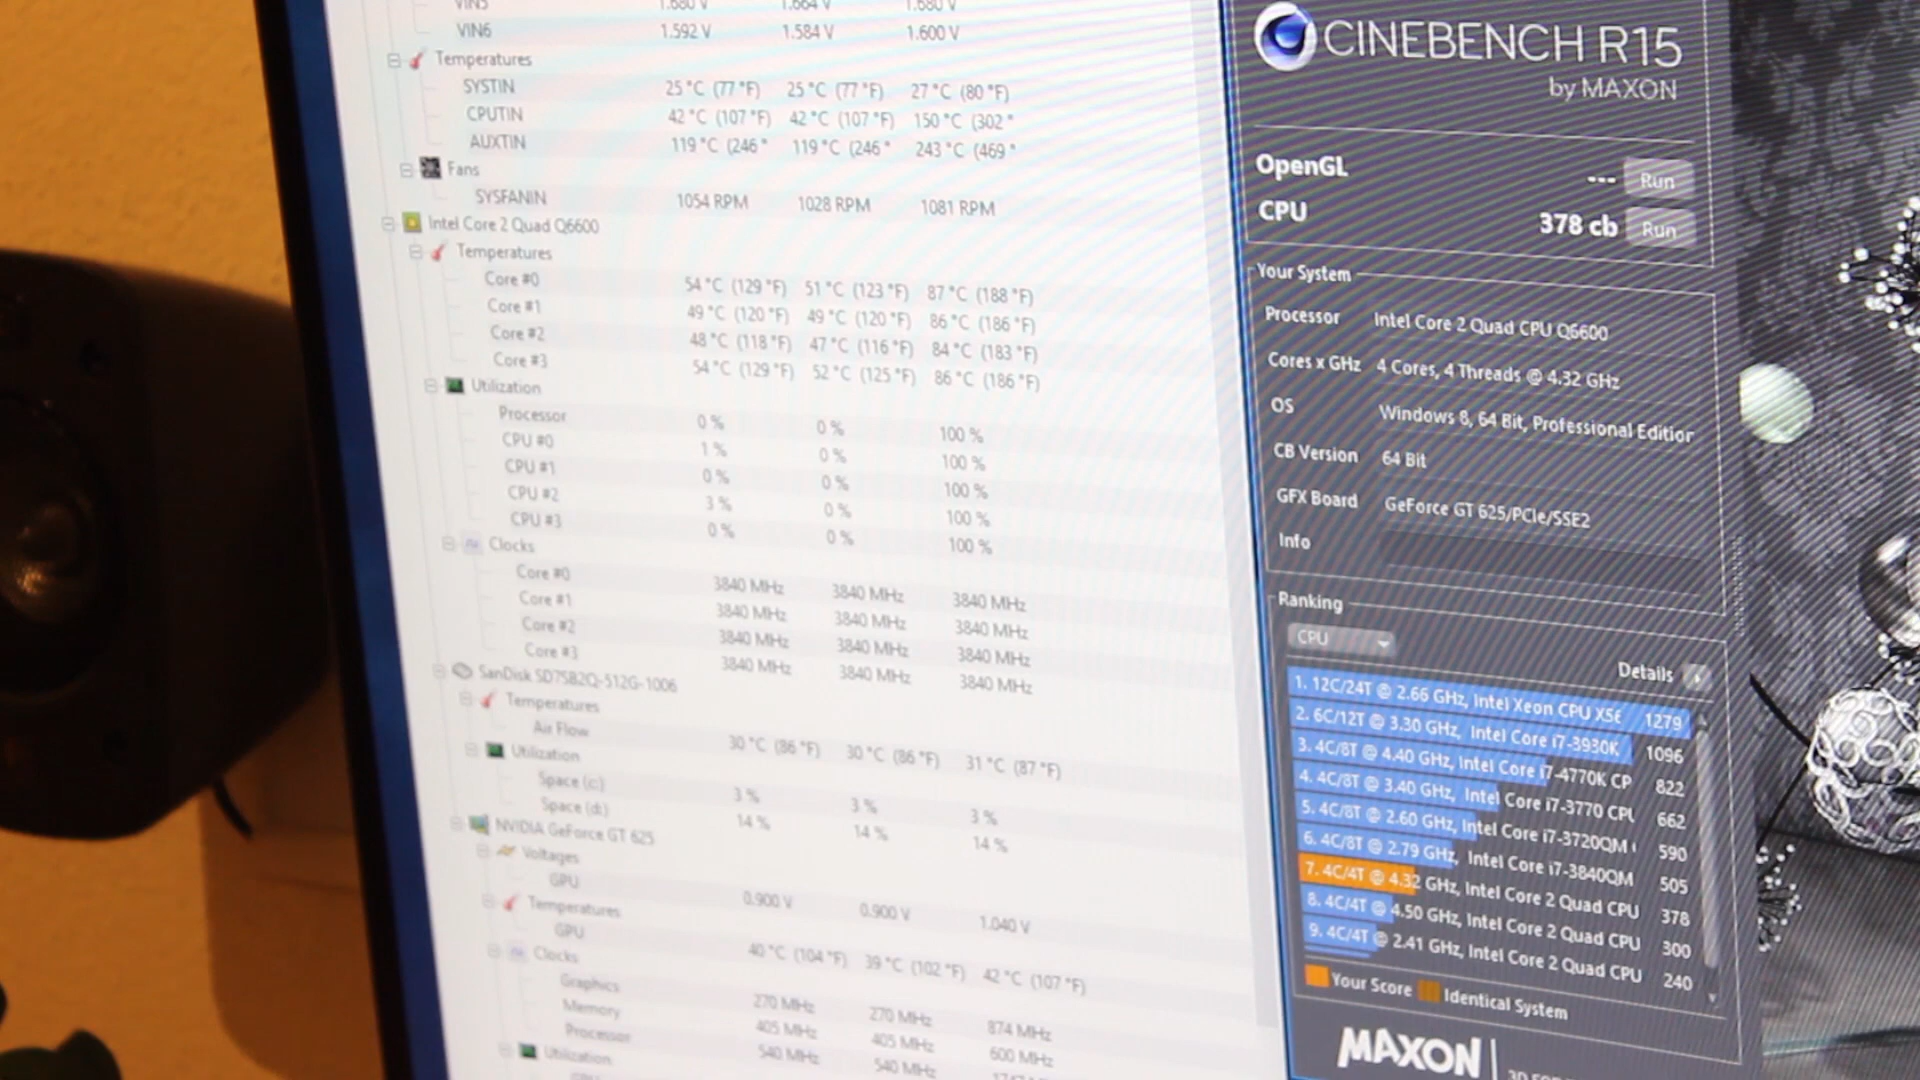 VIN5 1.680 V 1.664 V 1.680 V
VIN6 1.592 V 1.584 V 1.600 V
Temperatures
SYSTIN 25 °C (77 °F) 25 °C (77 °F) 27 °C (80 °F)
CPUTIN 42 °C (107 °F) 42 °C (107 °F) 150 °C (302 °
AUXTIN 119 °C (246 ° 119 °C (246 ° 243 °C (469 °
Fans
SYSFANIN 1054 RPM 1028 RPM 1081 RPM
Intel Core 2 Quad Q6600
Temperatures
Core #0 54 °C (129 °F) 51 °C (123 °F) 87 °C (188 °F)
Core #1 49 °C (120 °F) 49 °C (120 °F) 86 °C (186 °F)
Core #2 48 °C (118 °F) 47 °C (116 °F) 84 °C (183 °F)
Core #3 54 °C (129 °F) 52 °C (125 °F) 86 °C (186 °F)
Utilization
Processor 0 % 0 % 100 %
CPU #0 1 % 0 % 100 %
CPU #1 0 % 0 % 100 %
CPU #2 3 % 0 % 100 %
CPU #3 0 % 0 % 100 %
Clocks
Core #0 3840 MHz 3840 MHz 3840 MHz
Core #1 3840 MHz 3840 MHz 3840 MHz
Core #2 3840 MHz 3840 MHz 3840 MHz
Core #3 3840 MHz 3840 MHz 3840 MHz
SanDisk SD7SB2Q-512G-1006
Temperatures
Air Flow 30 °C (86 °F) 30 °C (86 °F) 31 °C (87 °F)
Utilization
Space (c:) 3 % 3 % 3 %
Space (d:) 14 % 14 % 14 %
NVIDIA GeForce GT 625
Voltages
GPU 0.900 V 0.900 V 1.040 V
Temperatures
GPU 40 °C (104 °F) 39 °C (102 °F) 42 °C (107 °F)
Clocks
Graphics 270 MHz 270 MHz 874 MHz
Memory 405 MHz 405 MHz 600 MHz
Processor 540 MHz 540 MHz
Utilization
CINEBENCH R15
by MAXON
OpenGL --- Run
CPU 378 cb Run
Your System
Processor Intel Core 2 Quad CPU Q6600
Cores x GHz 4 Cores, 4 Threads @ 4.32 GHz
OS Windows 8, 64 Bit, Professional Edition
CB Version 64 Bit
GFX Board GeForce GT 625/PCIe/SSE2
Info
Ranking
CPU
Details
1. 12C/24T @ 2.66 GHz, Intel Xeon CPU X56 1279
2. 6C/12T @ 3.30 GHz, Intel Core i7-3930K 1096
3. 4C/8T @ 4.40 GHz, Intel Core i7-4770K CP 822
4. 4C/8T @ 3.40 GHz, Intel Core i7-3770 CPU 662
5. 4C/8T @ 2.60 GHz, Intel Core i7-3720QM 590
6. 4C/8T @ 2.79 GHz, Intel Core i7-3840QM 505
7. 4C/4T @ 4.32 GHz, Intel Core 2 Quad CPU 378
8. 4C/4T @ 4.50 GHz, Intel Core 2 Quad CPU 300
9. 4C/4T @ 2.41 GHz, Intel Core 2 Quad CPU 240
Your Score Identical System
MAXON